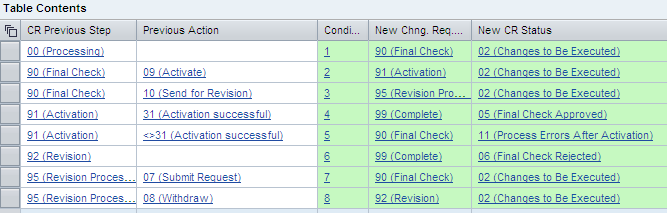 Table Contents
CR Previous Step Previous Action Condi... New Chng. Req.... New CR Status
00 (Processing) 1 90 (Final Check) 02 (Changes to Be Executed)
90 (Final Check) 09 (Activate) 2 91 (Activation) 02 (Changes to Be Executed)
90 (Final Check) 10 (Send for Revision) 3 95 (Revision Pro... 02 (Changes to Be Executed)
91 (Activation) 31 (Activation successful) 4 99 (Complete) 05 (Final Check Approved)
91 (Activation) <>31 (Activation successful) 5 90 (Final Check) 11 (Process Errors After Activation)
92 (Revision) 6 99 (Complete) 06 (Final Check Rejected)
95 (Revision Proces... 07 (Submit Request) 7 90 (Final Check) 02 (Changes to Be Executed)
95 (Revision Proces... 08 (Withdraw) 8 92 (Revision) 02 (Changes to Be Executed)